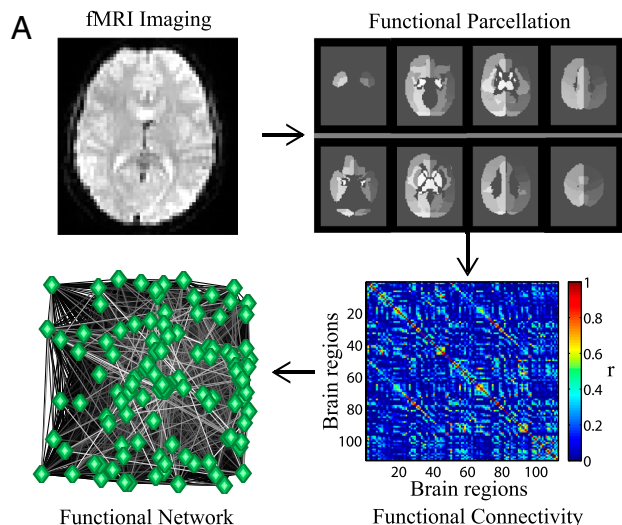 A
fMRI Imaging
Functional Parcellation
Brain regions
20
40
60
80
100
20 40 60 80 100
Brain regions
1
0.8
0.6
0.4
0.2
0
r
Functional Network
Functional Connectivity